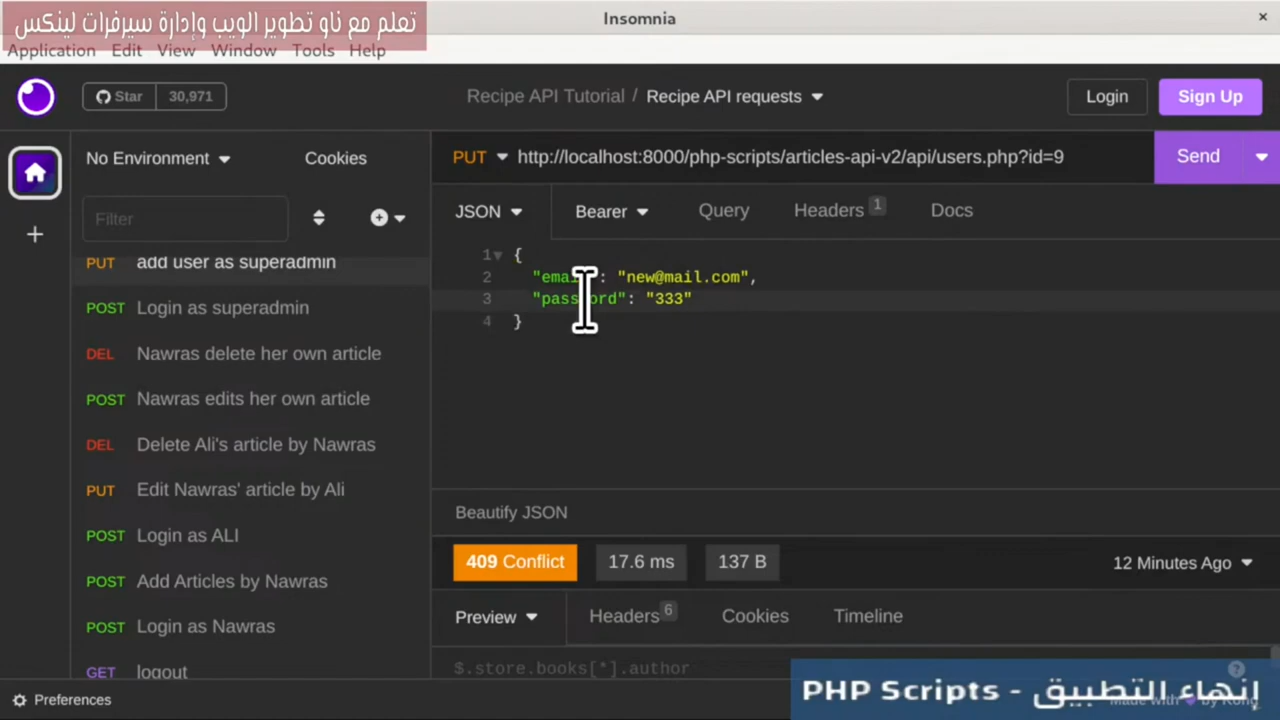 تعلم مع ناو تطوير الويب وإدارة سيرفرات لينكس
Insomnia
×
Application Edit View Window Tools Help
Star 30,971
Recipe API Tutorial / Recipe API requests
Login
Sign Up
No Environment
Cookies
PUT http://localhost:8000/php-scripts/articles-api-v2/api/users.php?id=9
Send
Filter
JSON
Bearer
Query
Headers 1
Docs
1 {
2 "email": "new@mail.com",
3 "password": "333"
4 }
PUT add user as superadmin
POST Login as superadmin
DEL Nawras delete her own article
POST Nawras edits her own article
DEL Delete Ali's article by Nawras
PUT Edit Nawras' article by Ali
POST Login as ALI
POST Add Articles by Nawras
POST Login as Nawras
GET logout
Beautify JSON
409 Conflict
17.6 ms
137 B
12 Minutes Ago
Preview
Headers 6
Cookies
Timeline
$.store.books[*].author
Preferences
إنهاء التطبيق - PHP Scripts
Made with by Kong